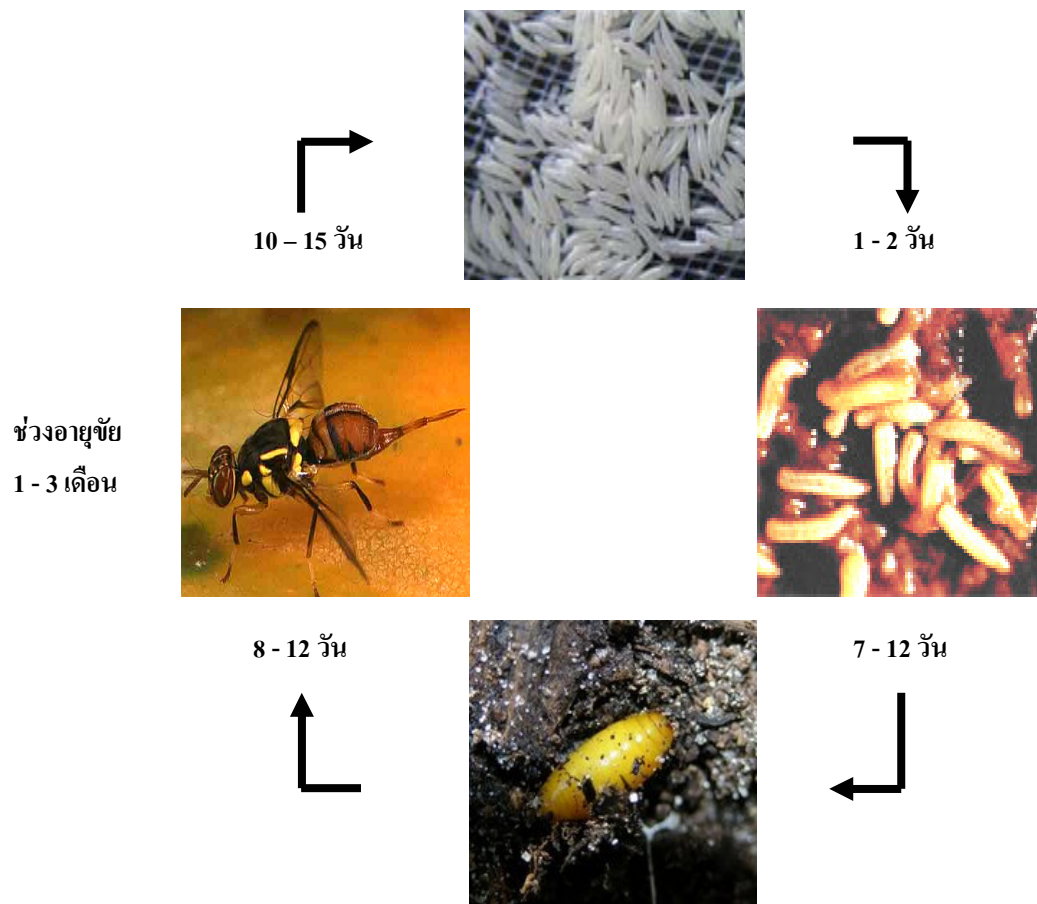 10 – 15 วัน
1 - 2 วัน
ช่วงอายุขัย
1 - 3 เดือน
8 - 12 วัน
7 - 12 วัน